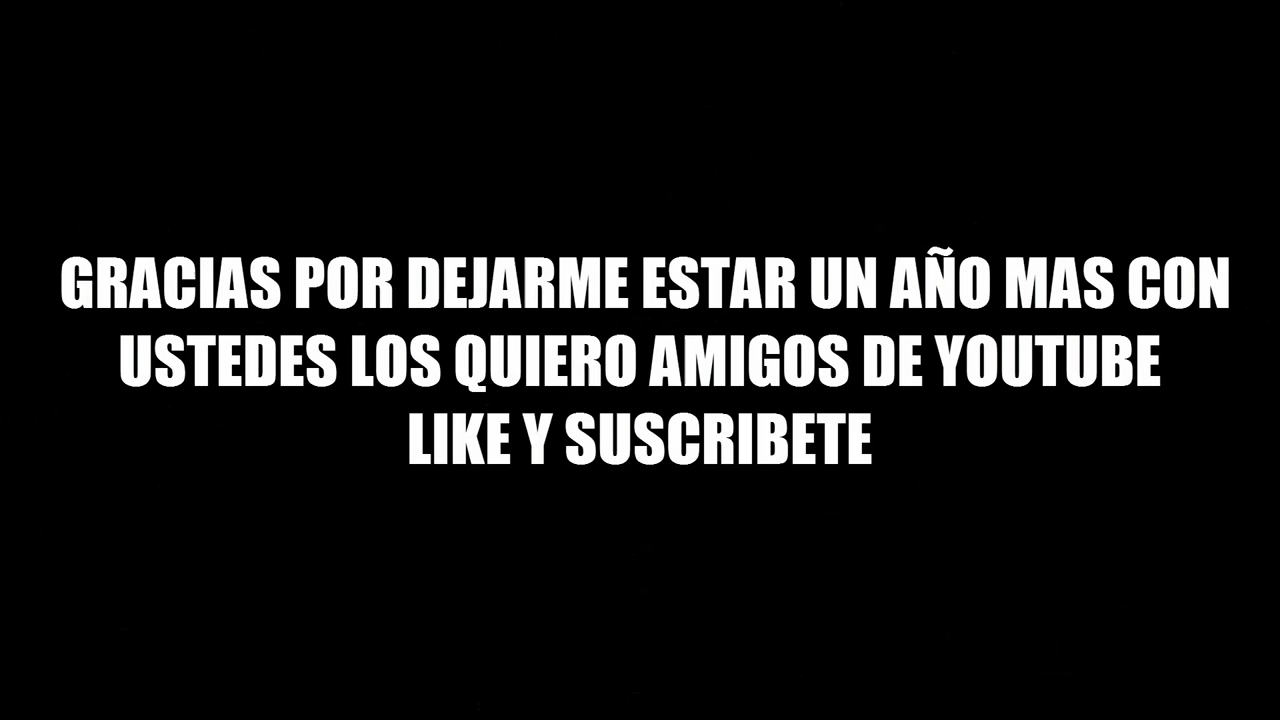 GRACIAS POR DEJARME ESTAR UN AÑO MAS CON
USTEDES LOS QUIERO AMIGOS DE YOUTUBE
LIKE Y SUSCRIBETE